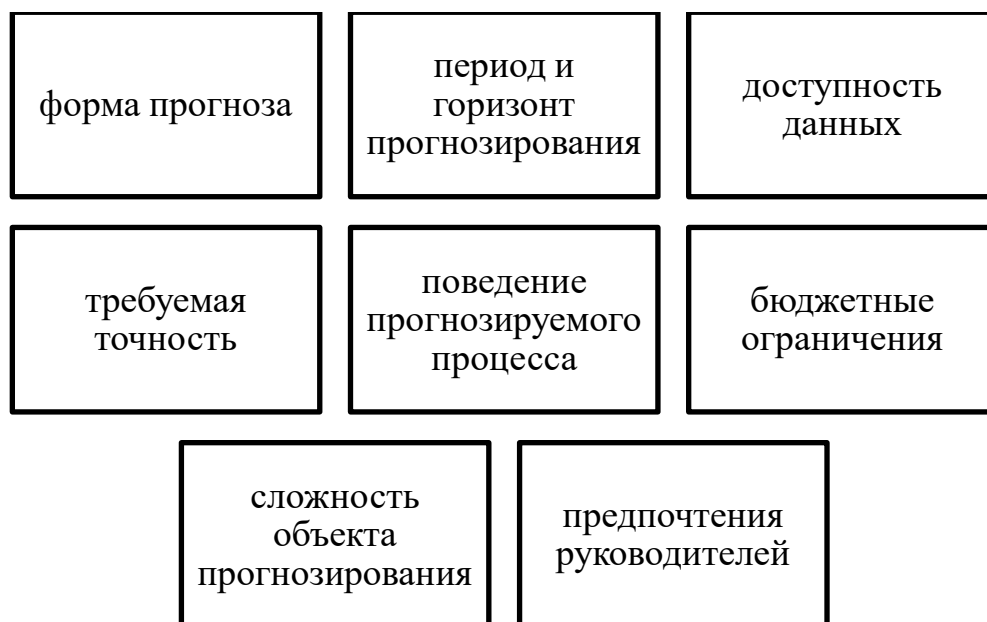 форма прогноза
период и
горизонт
прогнозирования
доступность
данных
требуемая
точность
поведение
прогнозируемого
процесса
бюджетные
ограничения
сложность
объекта
прогнозирования
предпочтения
руководителей